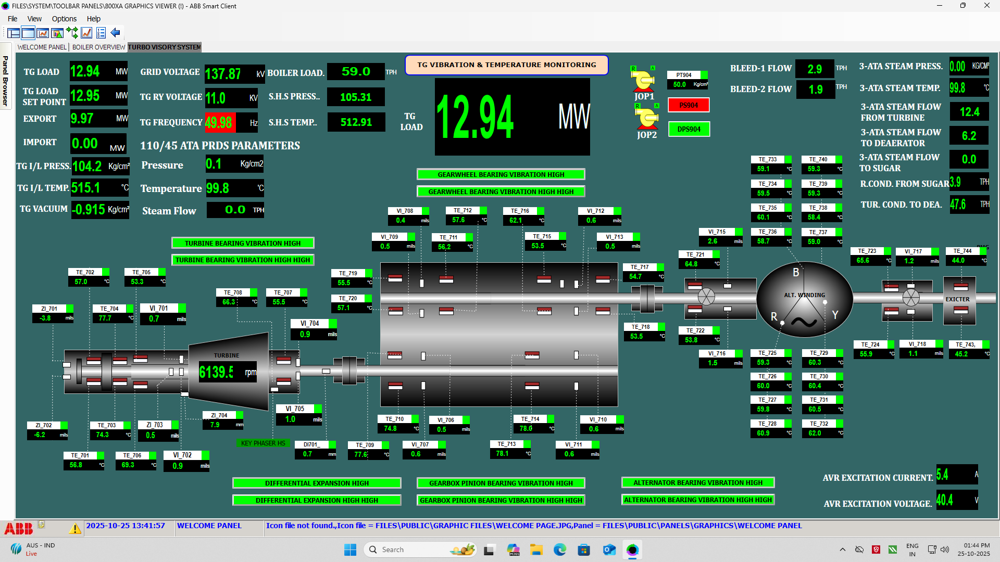 FILES\SYSTEM\TOOLBAR PANELS\800XA GRAPHICS VIEWER (!) - ABB Smart Client
File View Options Help
WELCOME PANEL BOILER OVERVIEW TURBO VISORY SYSTEM
Panel Browser
TG LOAD 12.94 MW
TG LOAD SET POINT 12.95 MW
EXPORT 9.97 MW
IMPORT 0.00 MW
TG I/L PRESS. 104.2 Kg/cm²
TG I/L TEMP. 515.1 °C
TG VACUUM -0.915 Kg/cm²
GRID VOLTAGE 137.87 kV
TG RY VOLTAGE 11.0 KV
TG FREQUENCY 49.98 Hz
110/45 ATA PRDS PARAMETERS
Pressure 0.1 Kg/cm2
Temperature 99.8 'C
Steam Flow 0.0 TPH
BOILER LOAD. 59.0 TPH
S.H.S PRESS.. 105.31
S.H.S TEMP.. 512.91
TG VIBRATION & TEMPERATURE MONITORING
TG LOAD 12.94 MW
R A
JOP1
R A
JOP2
PT904
50.0 Kg/cm²
PS904
DPS904
BLEED-1 FLOW 2.9 TPH
BLEED-2 FLOW 1.9 TPH
3-ATA STEAM PRESS. 0.00 KG/CM²
3-ATA STEAM TEMP. 99.8 °C
3-ATA STEAM FLOW FROM TURBINE 12.4
3-ATA STEAM FLOW TO DEAERATOR 6.2
3-ATA STEAM FLOW TO SUGAR 0.0
R.COND. FROM SUGAR 3.9 TPH
TUR. COND. TO DEA. 47.6 TPH
GEARWHEEL BEARING VIBRATION HIGH
GEARWHEEL BEARING VIBRATION HIGH HIGH
TURBINE BEARING VIBRATION HIGH
TURBINE BEARING VIBRATION HIGH HIGH
TE_733 59.1 °C
TE_740 59.3 °C
TE_734 59.5 °C
TE_739 59.3 °C
TE_735 60.1 °C
TE_738 58.4 °C
TE_736 58.7 °C
TE_737 59.0 °C
VI_708 0.4 mils
TE_712 57.6 °C
TE_716 62.1 °C
VI_712 0.6 mils
VI_709 0.5 mils
TE_711 56.2 °C
TE_715 53.5 °C
VI_713 0.5 mils
VI_715 2.6 mils
TE_721 64.8 °C
TE_723 65.6 °C
VI_717 1.2 mils
TE_744 44.0 °C
TE_702 57.0 °C
TE_705 53.3 °C
TE_719 55.5 °C
TE_717 54.7 °C
TE_708 66.3 °C
TE_707 55.5 °C
TE_720 57.1 °C
ZI_701 -3.8 mils
TE_704 77.7 °C
VI_701 0.7 mils
VI_704 0.9 mils
TE_718 53.5 °C
TE_722 53.8 °C
B
ALT. WINDING
R Y
EXICTER
TE_724 55.9 °C
VI_718 1.1 mils
TE_743, 45.2 °C
VI_716 1.5 mils
TURBINE
6139.5 rpm
TE_725 59.3 °C
TE_729 60.3 °C
TE_726 60.0 °C
TE_730 60.4 °C
TE_727 59.8 °C
TE_731 60.5 °C
TE_728 60.9 °C
TE_732 62.0 °C
ZI_702 -6.2 mils
TE_703 74.3 °C
ZI_703 0.5 mils
ZI_704 7.9 mm
VI_705 1.0 mils
TE_710 74.8 °C
VI_706 0.5 mils
TE_714 78.0 °C
VI_710 0.6 mils
KEY PHASER HS
DI701_ 0.7 mm
TE_709 77.6 °C
VI_707 0.6 mils
TE_713 78.1 °C
VI_711 0.6 mils
TE_701 56.8 °C
TE_706 69.3 °C
VI_702 0.9 mils
DIFFERENTIAL EXPANSION HIGH
DIFFERENTIAL EXPANSION HIGH HIGH
GEARBOX PINION BEARING VIBRATION HIGH
GEARBOX PINION BEARING VIBRATION HIGH HIGH
ALTERNATOR BEARING VIBRATION HIGH
ALTERNATOR BEARING VIBRATION HIGH HIGH
AVR EXCITATION CURRENT. 5.4 A
AVR EXCITATION VOLTAGE. 40.4 V
ABB 2025-10-25 13:41:57 WELCOME PANEL Icon file not found.,Icon file = FILES\PUBLIC\GRAPHIC FILES\WELCOME PAGE.JPG,Panel = FILES\PUBLIC\PANELS\GRAPHICS\WELCOME PANEL
AUS - IND
Live
Search
M365
ENG
IN
01:44 PM
25-10-2025